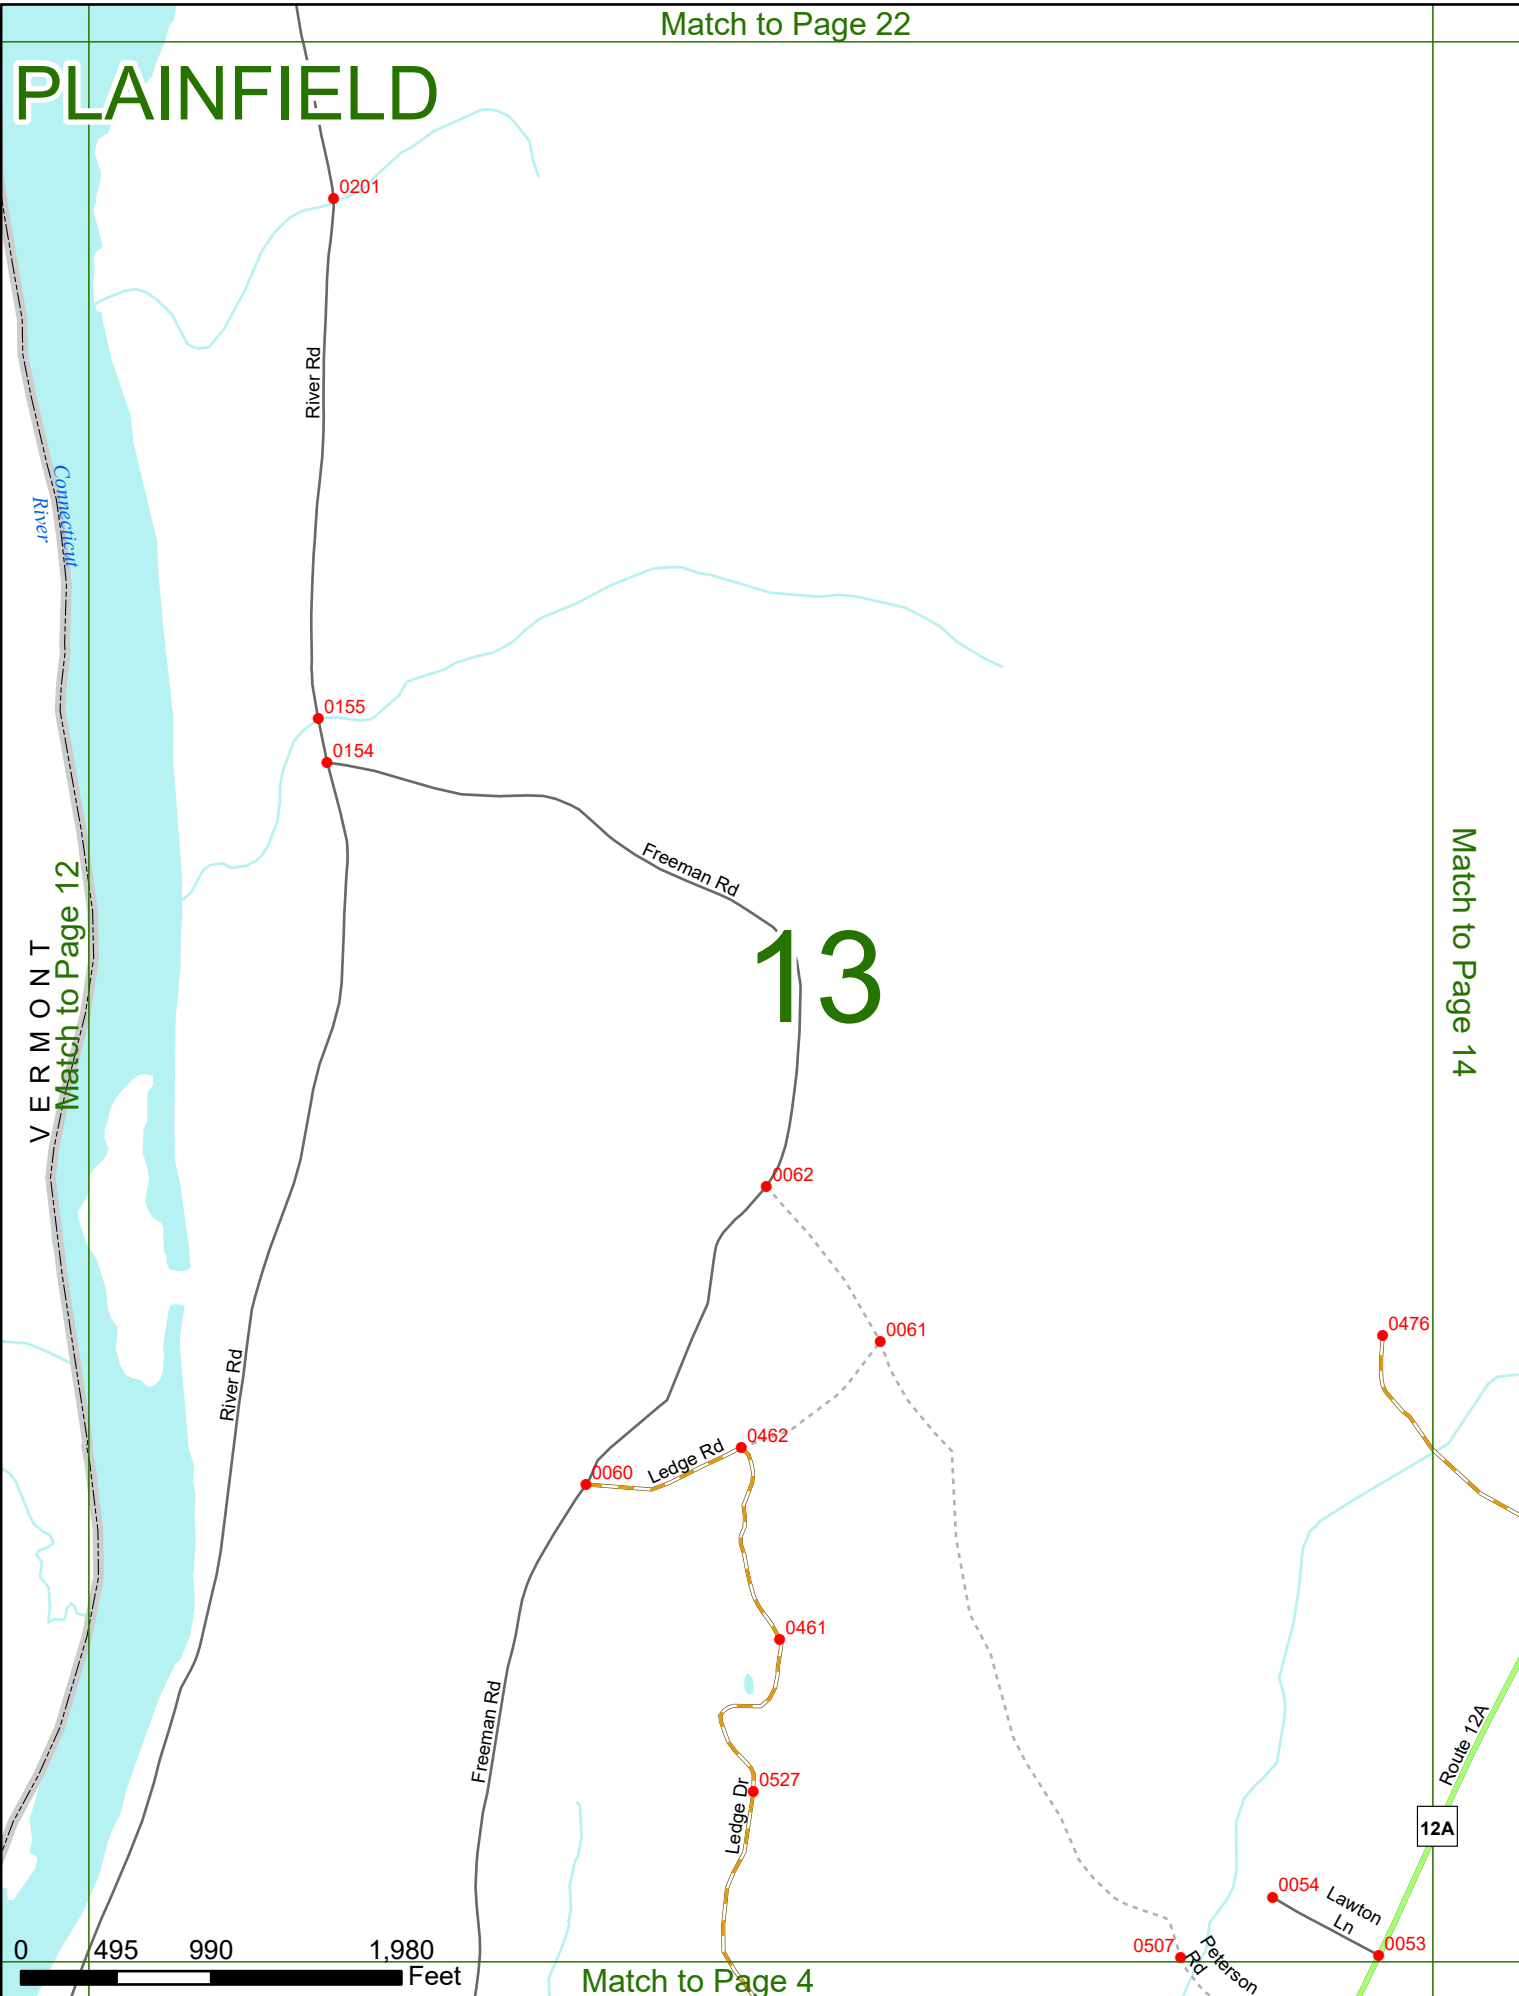 Match to Page 22
PLAINFIELD
0201
River Rd
Connecticut
River
0155
0154
Freeman Rd
13
Match to Page 12
VERMONT
Match to Page 14
0062
0061
0476
River Rd
0462
Ledge Rd
0060
0461
Freeman Rd
0527
Ledge Dr
Route 12A
12A
0054
Lawton
Ln
0053
0507
Peterson
Rd
0 495 990 1,980
Feet
Match to Page 4